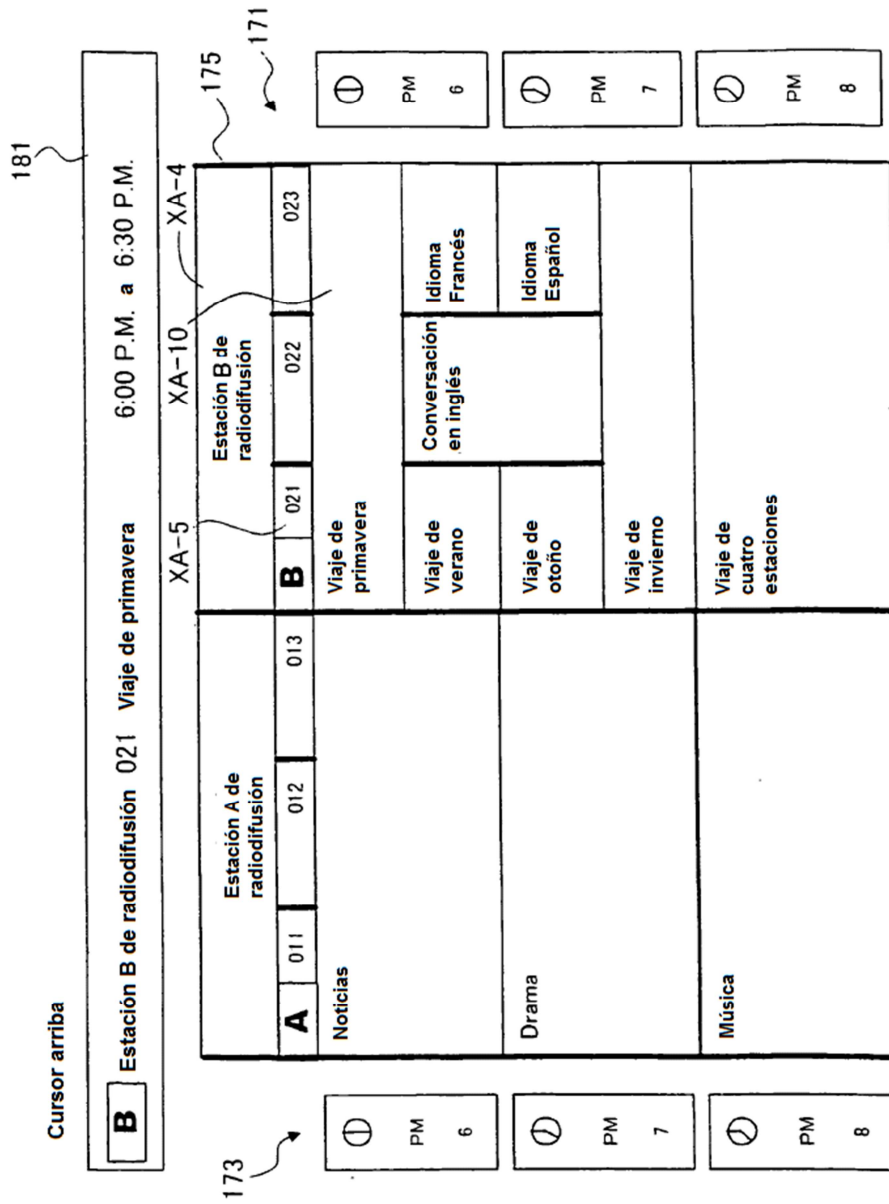 Cursor arriba
181
B Estación B de radiodifusión 021 Viaje de primavera 6:00 P.M. a 6:30 P.M.
XA-5 XA-10 XA-4
175
173
171
Estación A de
radiodifusión
Estación B de
radiodifusión
A 011 012 013 B 021 022 023
PM 6
Noticias
Viaje de
primavera
PM 6
Viaje de
verano
Conversación
en inglés
Idioma
Francés
PM 7
Drama
Viaje de
otoño
Idioma
Español
PM 7
Viaje de
invierno
PM 8
Música
Viaje de
cuatro
estaciones
PM 8